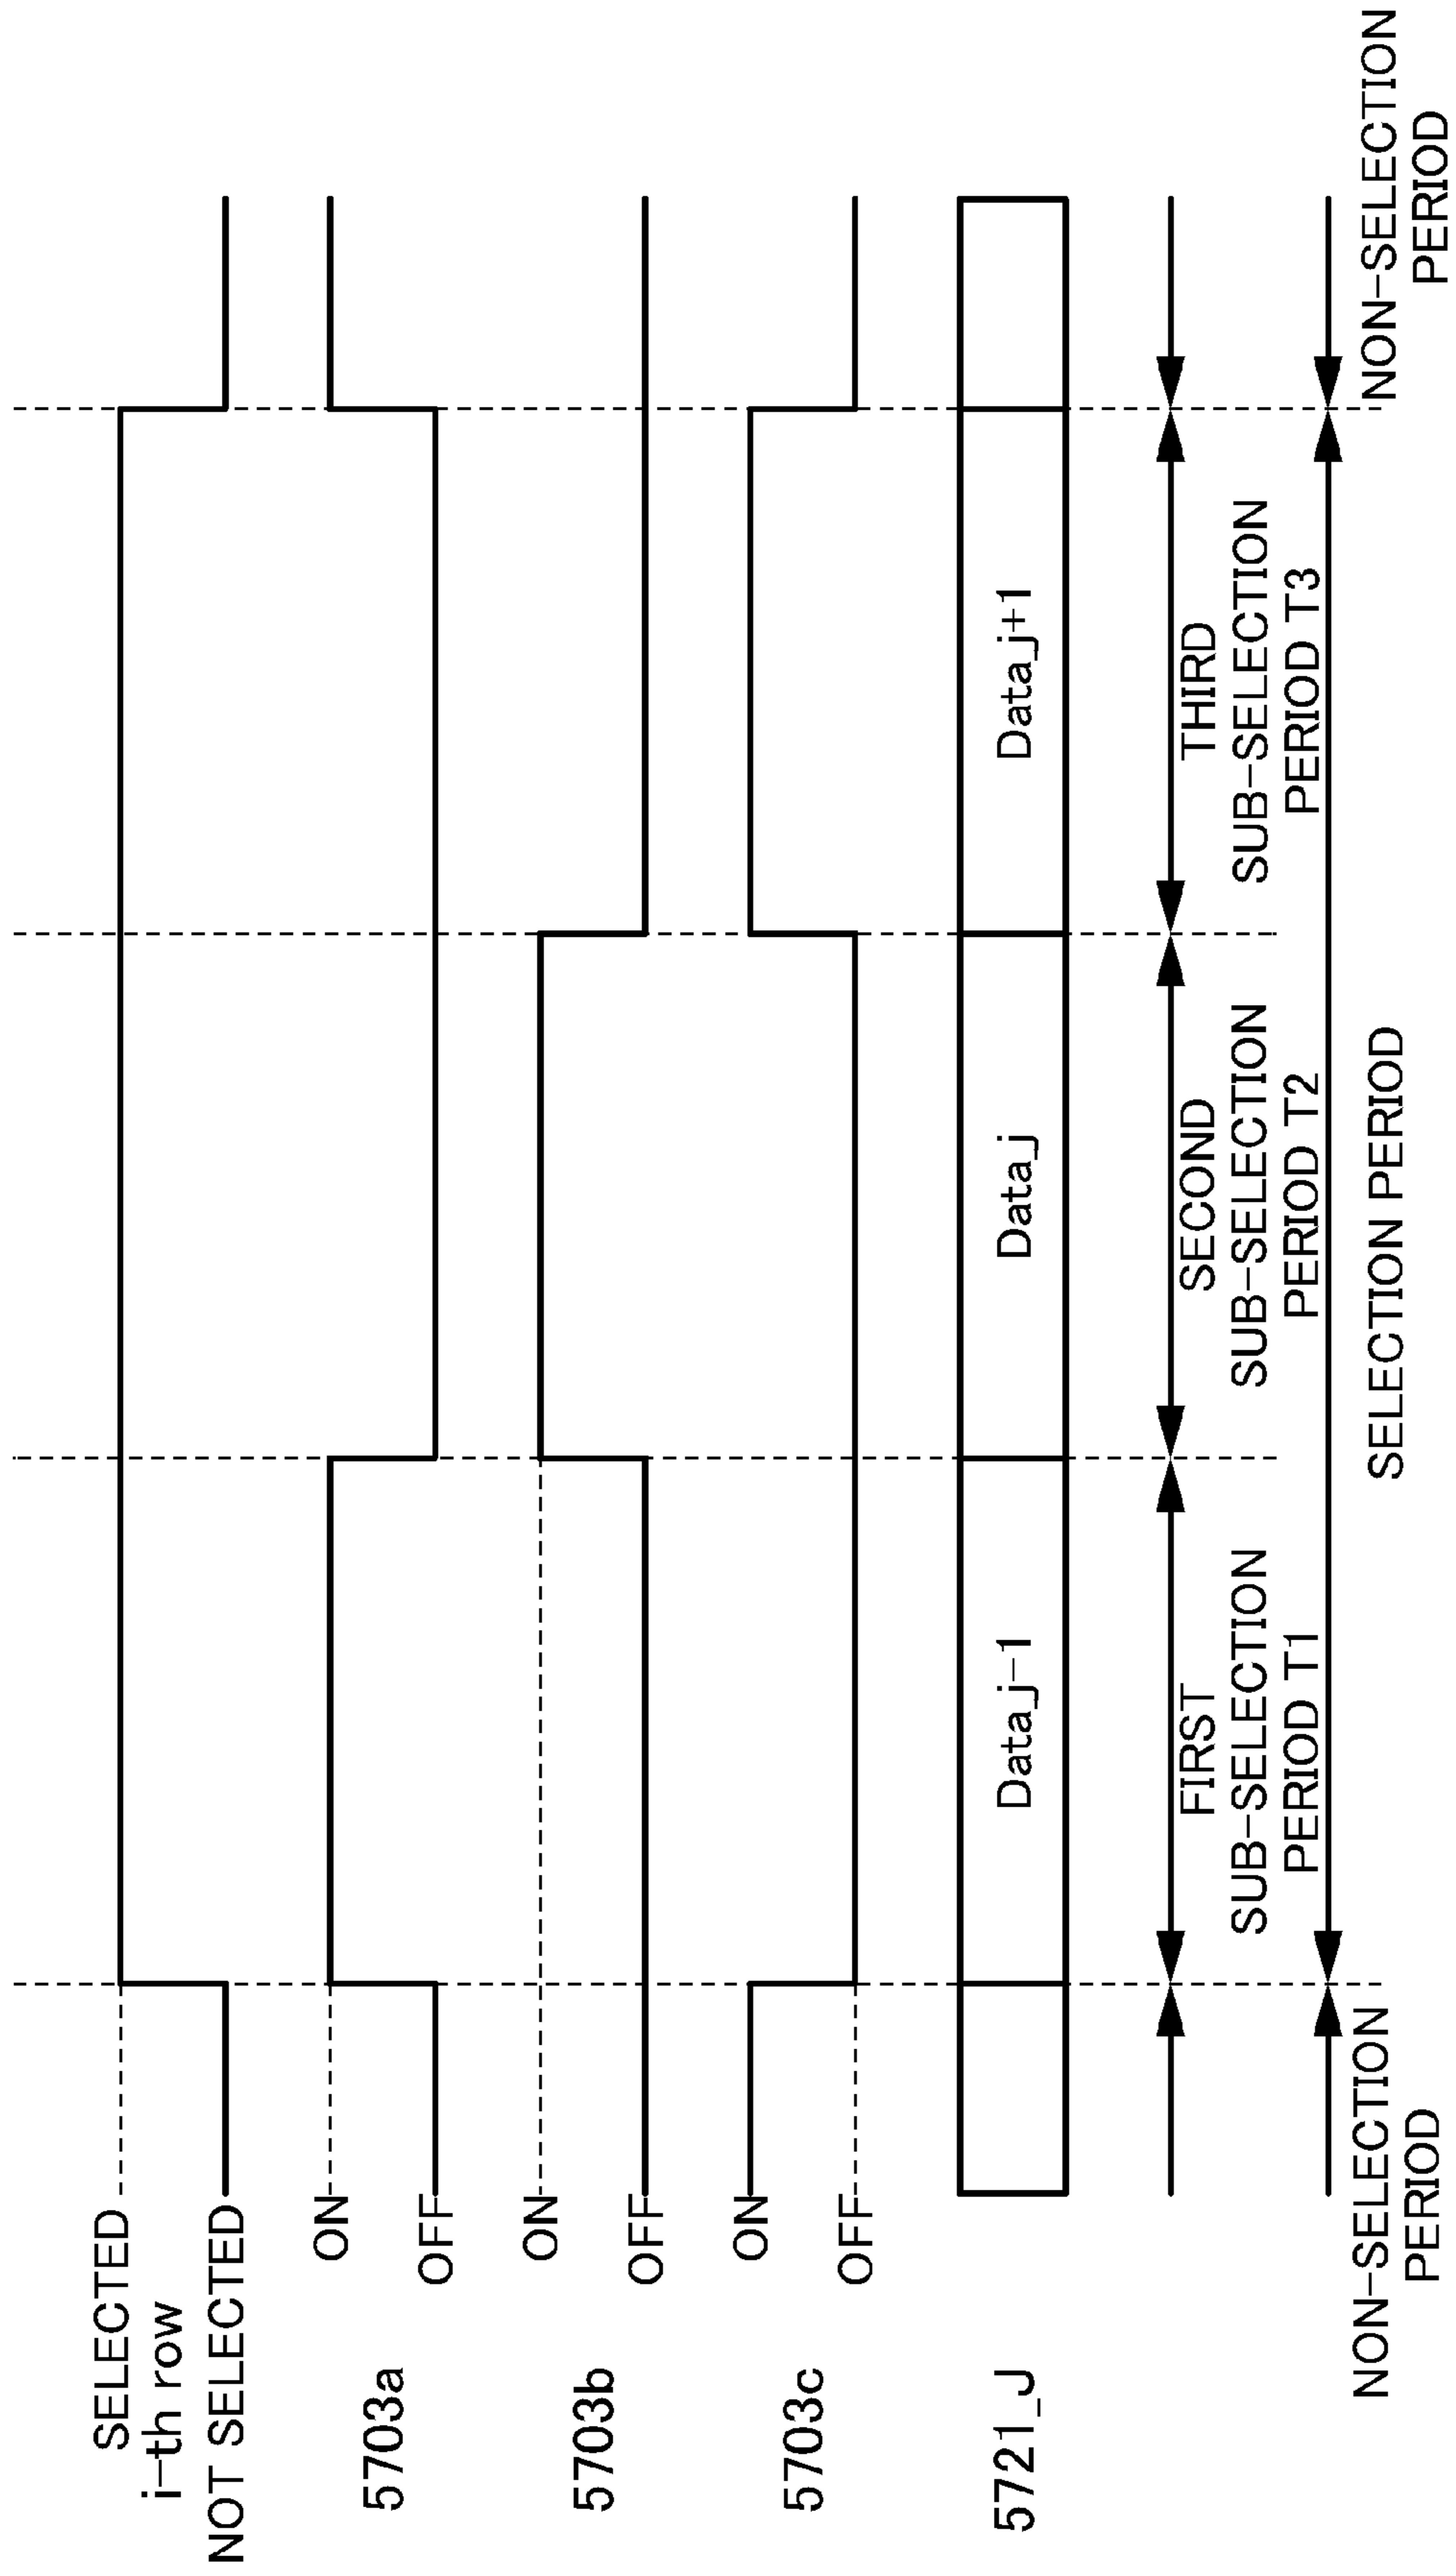 SELECTED
i-th row
NOT SELECTED
ON
5703a
OFF
ON
5703b
OFF
ON
5703c
OFF
5721_J
Data_j-1
Data_j
Data_j+1
FIRST
SUB-SELECTION
PERIOD T1
SECOND
SUB-SELECTION
PERIOD T2
THIRD
SUB-SELECTION
PERIOD T3
NON-SELECTION
PERIOD
SELECTION PERIOD
NON-SELECTION
PERIOD